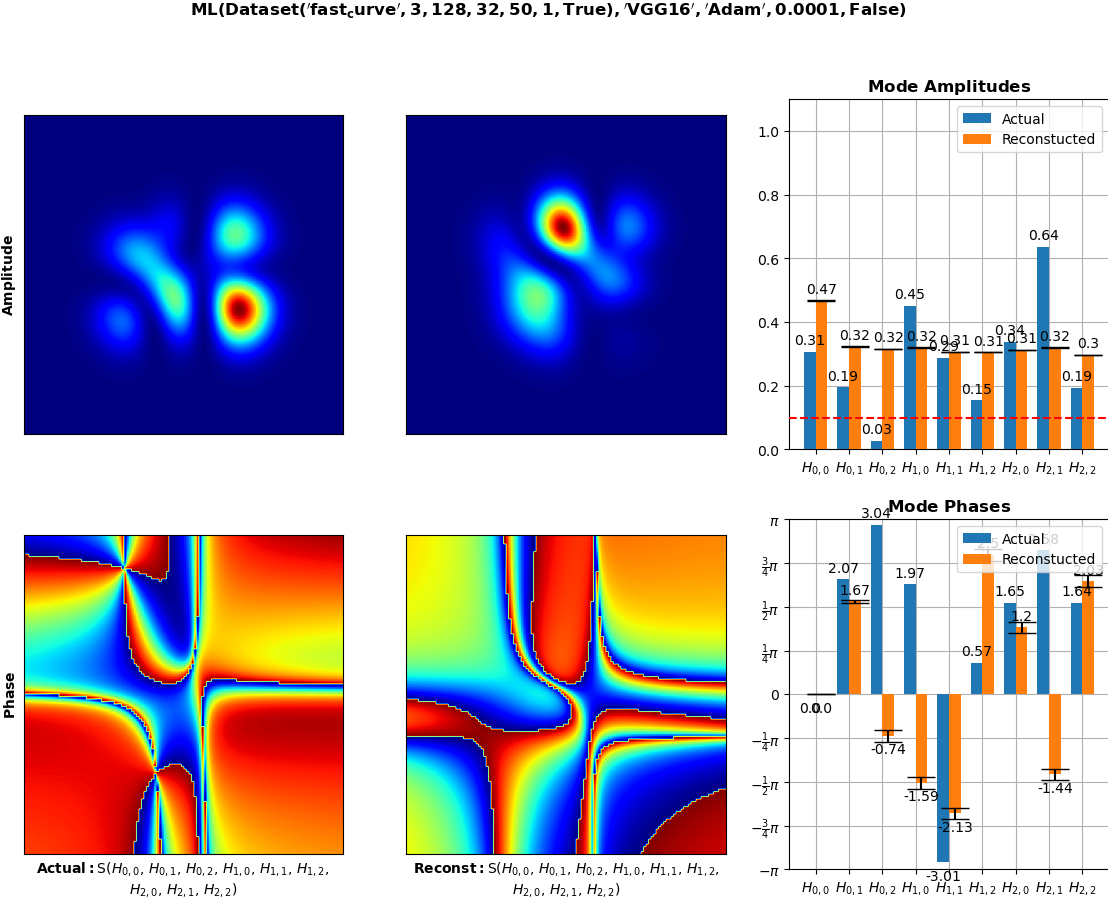 ML(Dataset('fast_curve', 3, 128, 32, 50, 1, True), 'VGG16', 'Adam', 0.0001, False)
Amplitude
Mode Amplitudes
Actual
Reconstucted
1.0
0.8
0.6
0.4
0.2
0.0
0.31
0.47
0.19
0.32
0.03
0.32
0.45
0.32
0.29
0.31
0.15
0.31
0.34
0.31
0.64
0.32
0.19
0.3
H0,0 H0,1 H0,2 H1,0 H1,1 H1,2 H2,0 H2,1 H2,2
Phase
Mode Phases
Actual
Reconstucted
π
3/4π
1/2π
1/4π
0
−1/4π
−1/2π
−3/4π
−π
0.0
0.0
2.07
1.67
3.04
-0.74
1.97
-1.59
-3.01
-2.13
0.57
1.65
1.2
-1.44
1.64
2.03
H0,0 H0,1 H0,2 H1,0 H1,1 H1,2 H2,0 H2,1 H2,2
Actual: S(H0,0, H0,1, H0,2, H1,0, H1,1, H1,2,
H2,0, H2,1, H2,2)
Reconst: S(H0,0, H0,1, H0,2, H1,0, H1,1, H1,2,
H2,0, H2,1, H2,2)